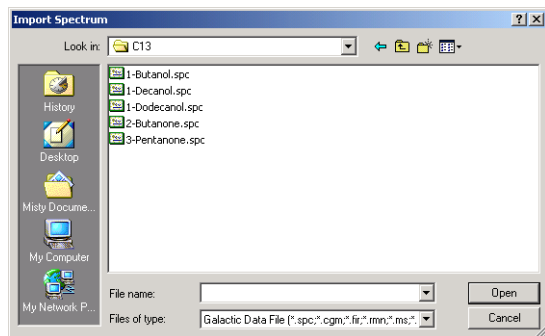 Import Spectrum
Look in:
C13
1-Butanol.spc
1-Decanol.spc
1-Dodecanol.spc
2-Butanone.spc
3-Pentanone.spc
History
Desktop
Misty Docume...
My Computer
My Network P...
File name:
Open
Files of type:
Galactic Data File (*.spc;*.cgm;*.fir;*.rmn;*.ms;*.
Cancel